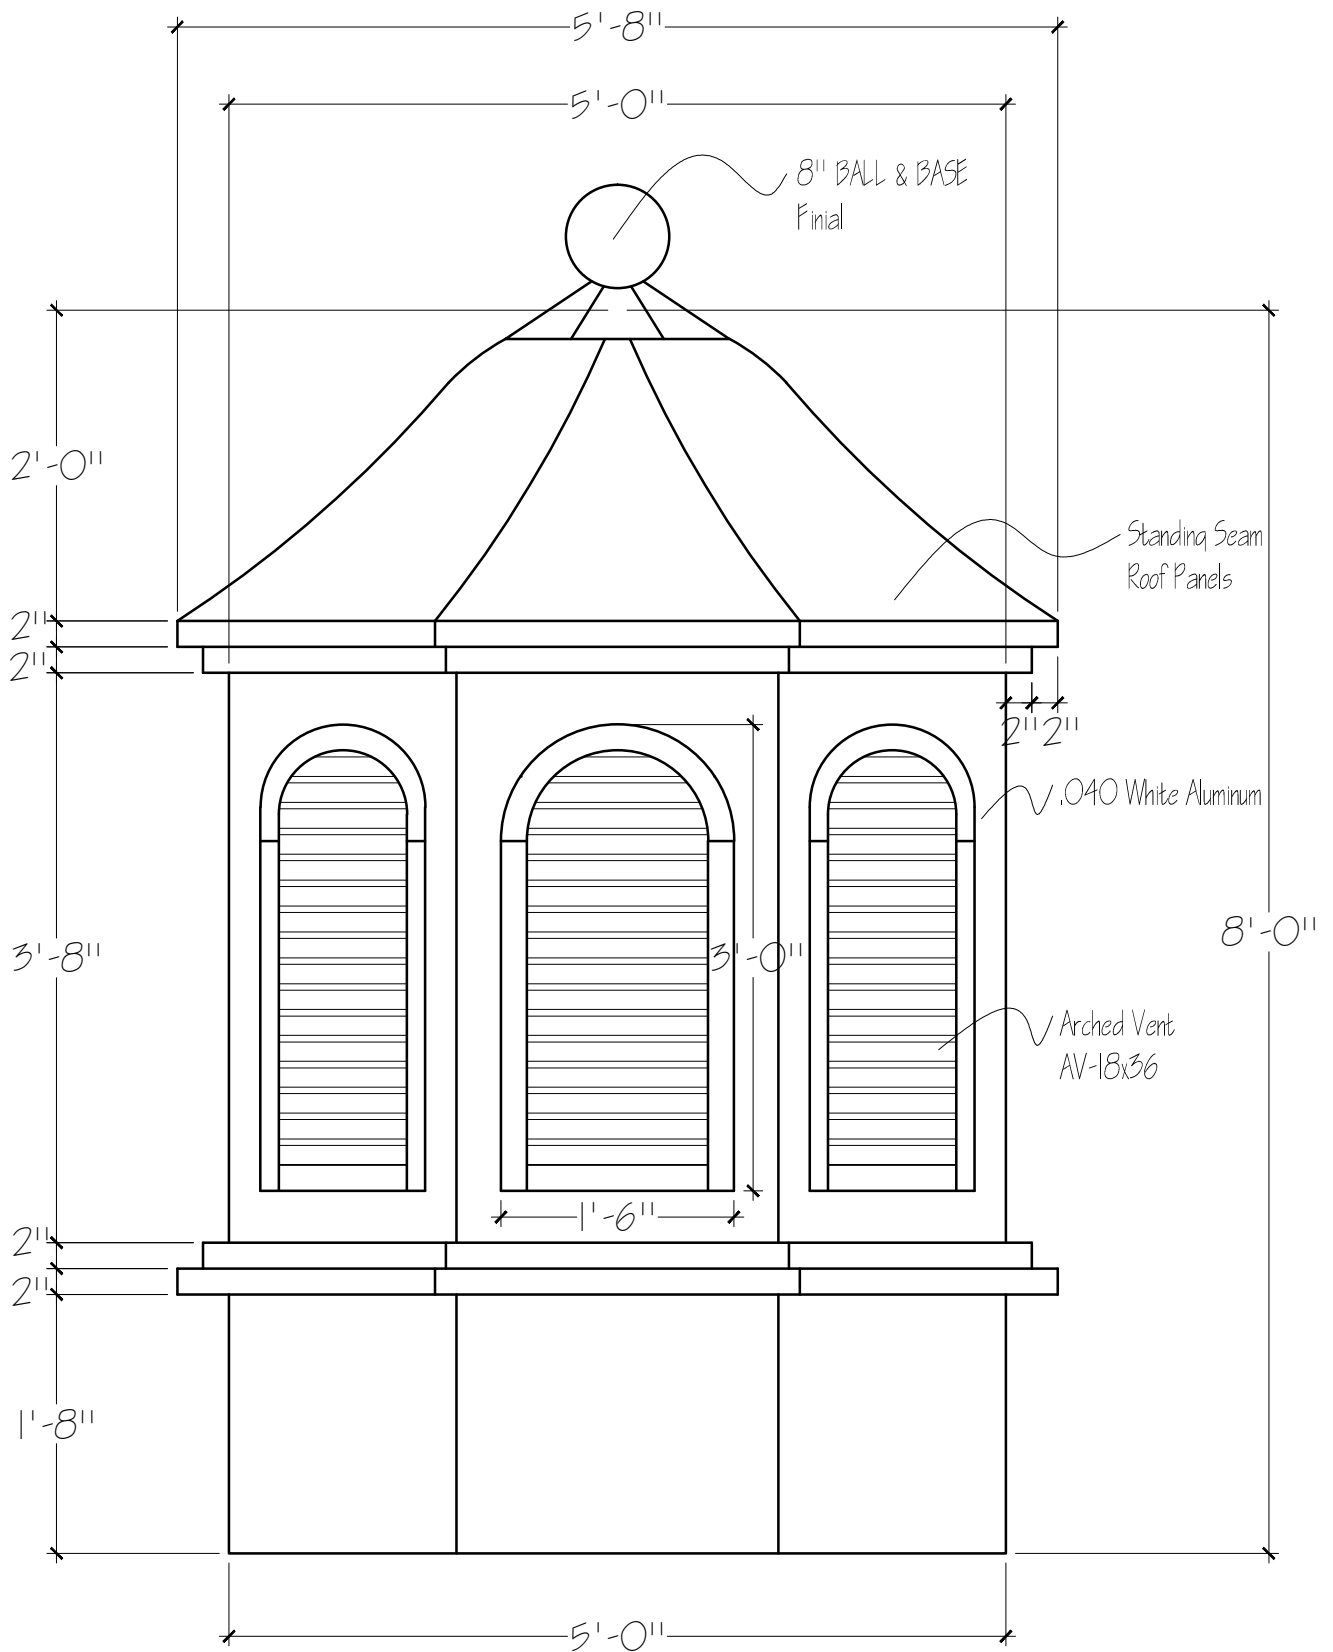 5'-8"
5'-0"
8" BALL & BASE
Finial
2'-0"
Standing Seam
Roof Panels
2"
2"
2" 2"
.040 White Aluminum
8'-0"
3'-8"
3'-0"
Arched Vent
AV-18x36
1'-6"
2"
2"
1'-8"
5'-0"